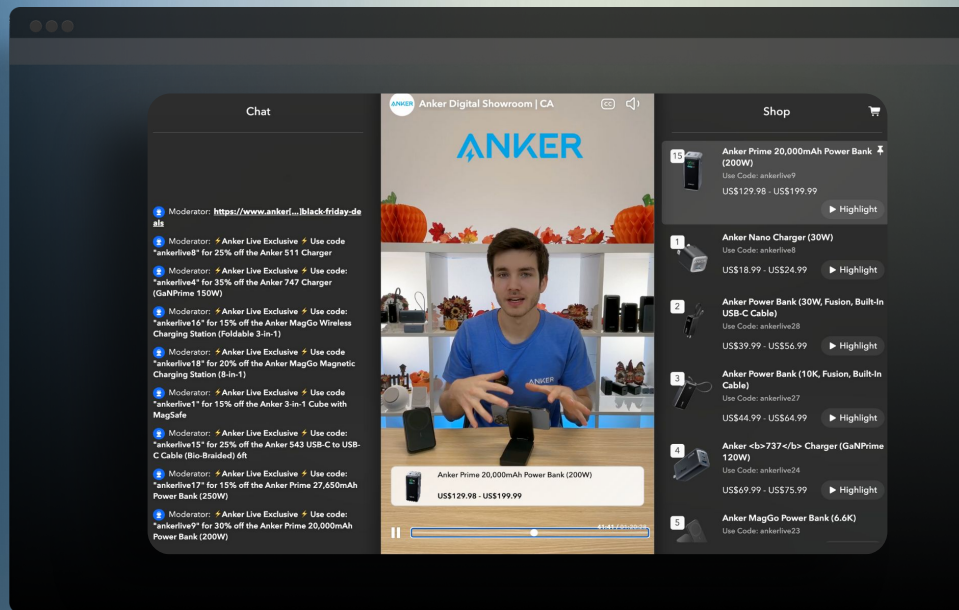 Chat
Moderator: https://www.anker[...]black-friday-de
als
Moderator: ⚡Anker Live Exclusive ⚡ Use code
"ankerlive8" for 25% off the Anker 511 Charger
Moderator: ⚡Anker Live Exclusive ⚡ Use code:
"ankerlive4" for 35% off the Anker 747 Charger
(GaNPrime 150W)
Moderator: ⚡Anker Live Exclusive ⚡ Use code:
"ankerlive16" for 15% off the Anker MagGo Wireless
Charging Station (Foldable 3-in-1)
Moderator: ⚡Anker Live Exclusive ⚡ Use code
"ankerlive18" for 20% off the Anker MagGo Magnetic
Charging Station (8-in-1)
Moderator: ⚡Anker Live Exclusive ⚡ Use code:
"ankerlive1" for 15% off the Anker 3-in-1 Cube with
MagSafe
Moderator: ⚡Anker Live Exclusive ⚡ Use code:
"ankerlive15" for 25% off the Anker 543 USB-C to USB-
C Cable (Bio-Braided) 6ft
Moderator: ⚡Anker Live Exclusive ⚡ Use code:
"ankerlive17" for 15% off the Anker Prime 27,650mAh
Power Bank (250W)
Moderator: ⚡Anker Live Exclusive ⚡ Use code:
"ankerlive9" for 30% off the Anker Prime 20,000mAh
Power Bank (200W)
ANKER
Anker Digital Showroom | CA
CC
ANKER
ANKER
Anker Prime 20,000mAh Power Bank (200W)
US$129.98 - US$199.99
41:41 / 01:20:25
Shop
15
Anker Prime 20,000mAh Power Bank
(200W)
Use Code: ankerlive9
US$129.98 - US$199.99
Highlight
1
Anker Nano Charger (30W)
Use Code: ankerlive8
US$18.99 - US$24.99
Highlight
2
Anker Power Bank (30W, Fusion, Built-In
USB-C Cable)
Use Code: ankerlive28
US$39.99 - US$56.99
Highlight
3
Anker Power Bank (10K, Fusion, Built-In
Cable)
Use Code: ankerlive27
US$44.99 - US$64.99
Highlight
4
Anker <b>737</b> Charger (GaNPrime
120W)
Use Code: ankerlive24
US$69.99 - US$75.99
Highlight
5
Anker MagGo Power Bank (6.6K)
Use Code: ankerlive23